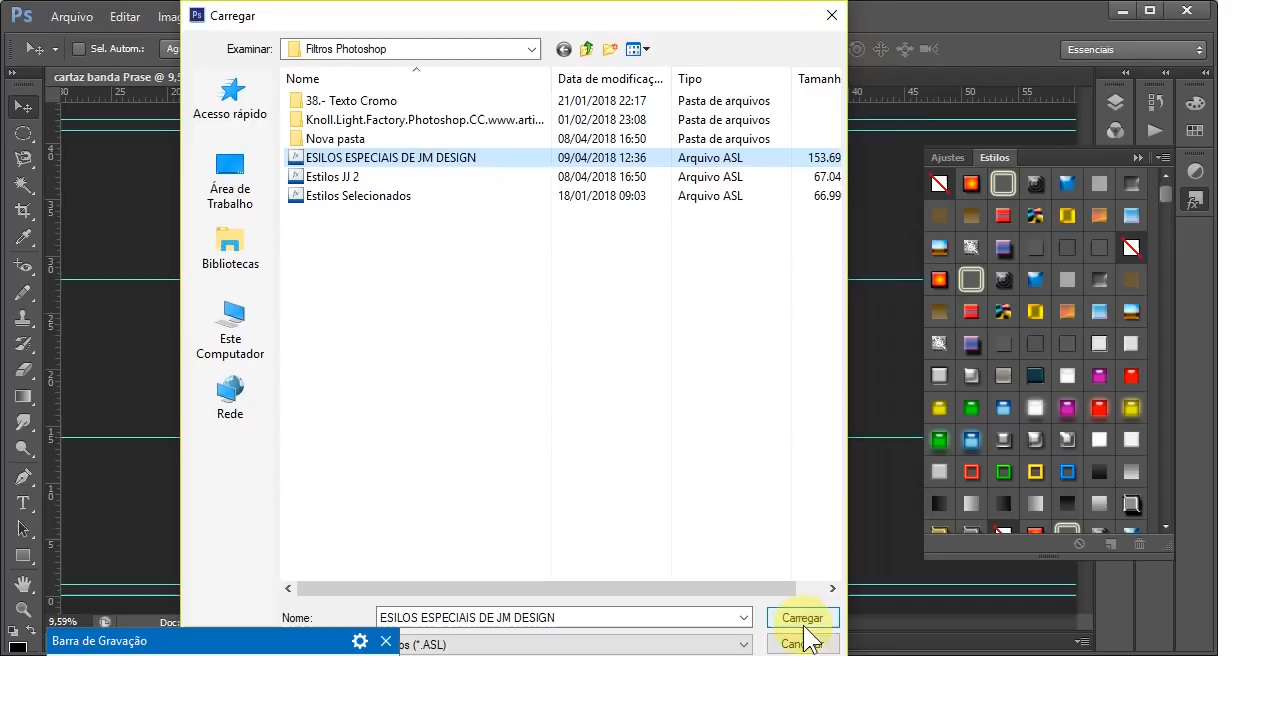 Ps Arquivo Editar
Carregar
Sel. Autom.:
Examinar: Filtros Photoshop
Essenciais
cartaz banda Prase @ 9,5
Nome Data de modificaç... Tipo Tamanh
38.- Texto Cromo 21/01/2018 22:17 Pasta de arquivos
Knoll.Light.Factory.Photoshop.CC.www.arti... 01/02/2018 23:08 Pasta de arquivos
Nova pasta 08/04/2018 16:50 Pasta de arquivos
ESILOS ESPECIAIS DE JM DESIGN 09/04/2018 12:36 Arquivo ASL 153.69
Estilos JJ 2 08/04/2018 16:50 Arquivo ASL 67.04
Estilos Selecionados 18/01/2018 09:03 Arquivo ASL 66.99
Acesso rápido
Área de
Trabalho
Bibliotecas
Este
Computador
Rede
40 45 50 55
Ajustes Estilos
Nome: ESILOS ESPECIAIS DE JM DESIGN Carregar
9,59% Doc:
Barra de Gravação
os (*.ASL)